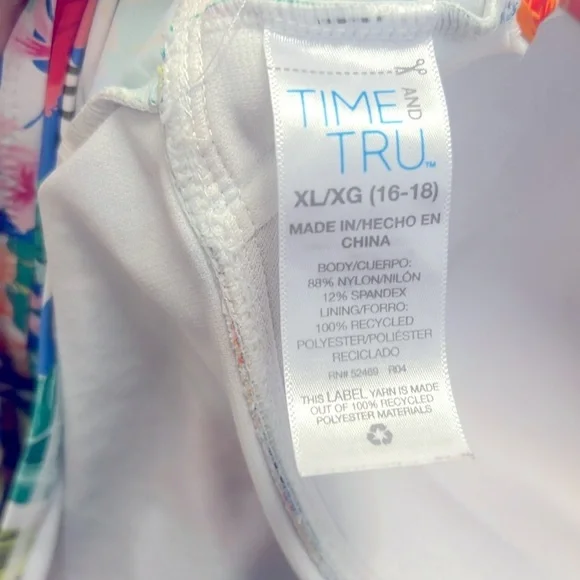 TIME AND
TRU™
XL/XG (16-18)
MADE IN/HECHO EN
CHINA
BODY/CUERPO:
88% NYLON/NILÓN
12% SPANDEX
LINING/FORRO:
100% RECYCLED
POLYESTER/POLIÉSTER
RECICLADO
RN# 52469 R04
THIS LABEL YARN IS MADE
OUT OF 100% RECYCLED
POLYESTER MATERIALS